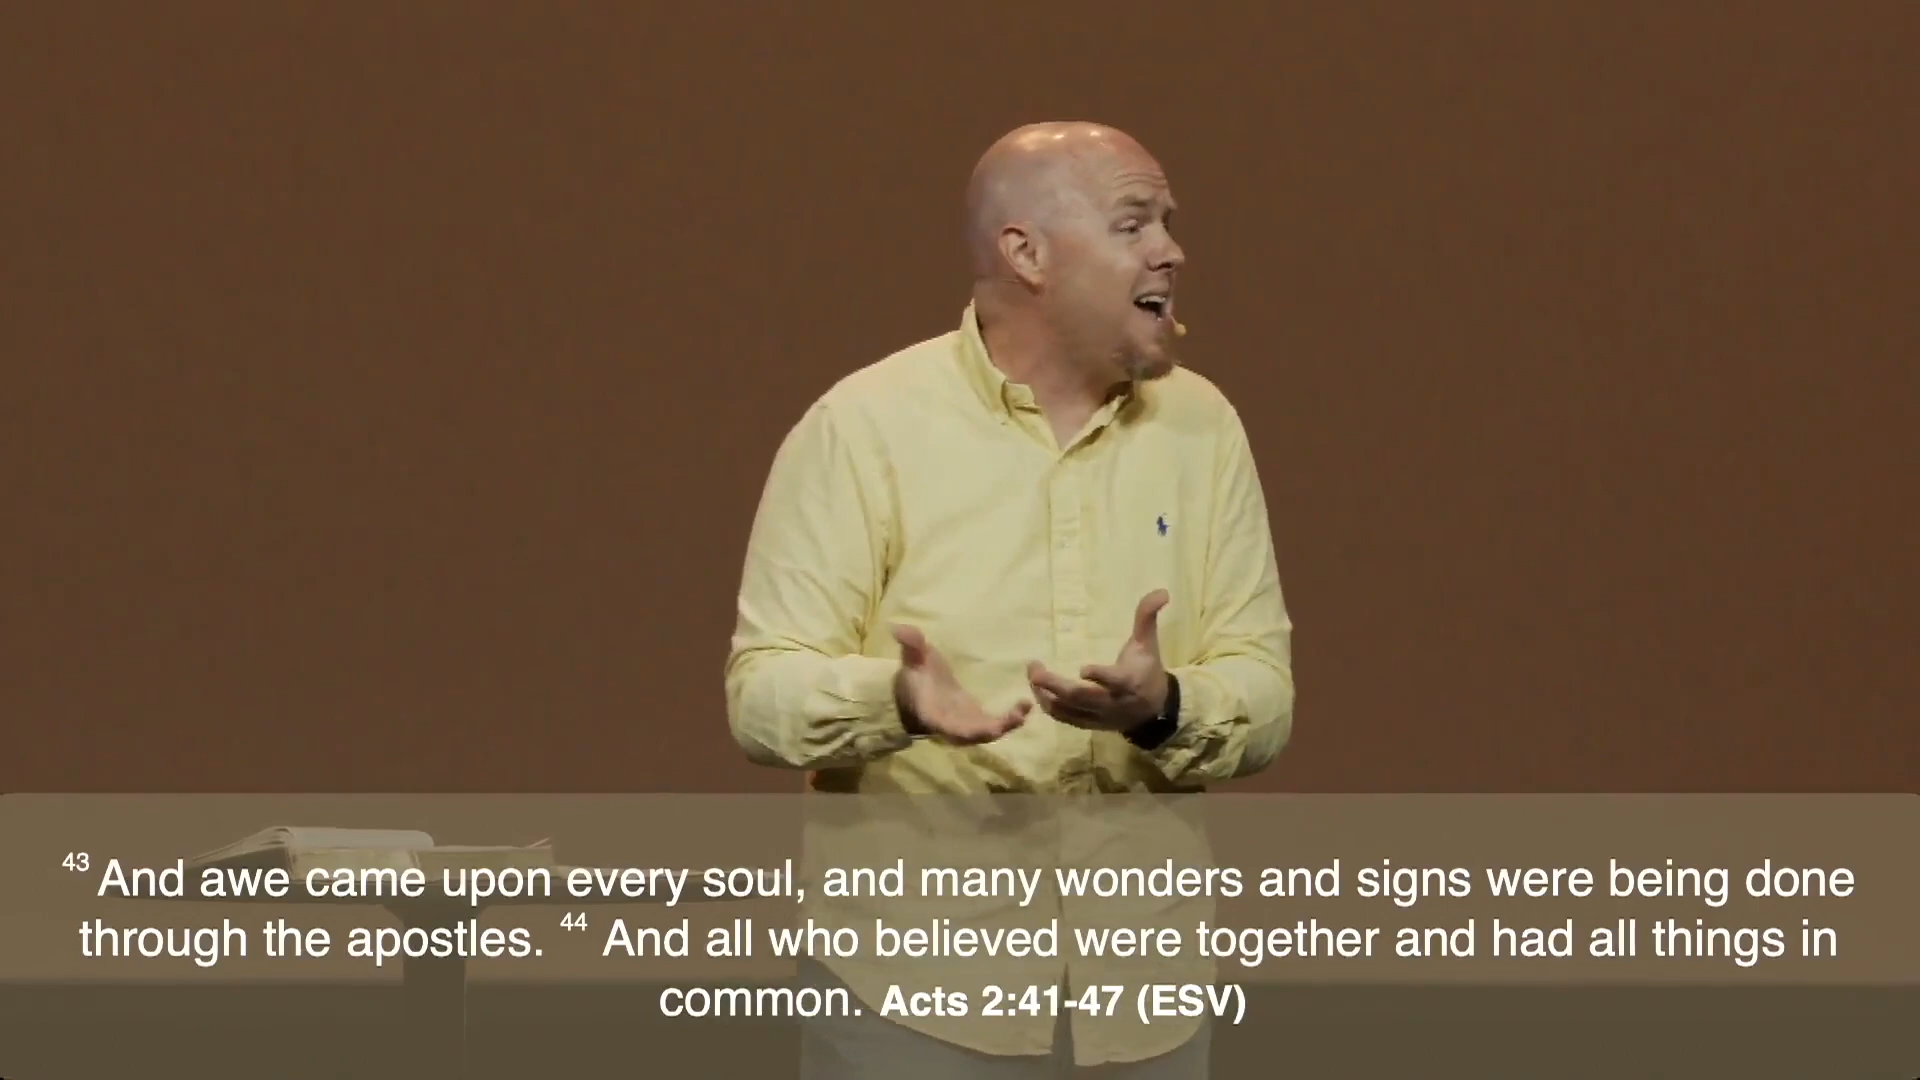 43 And awe came upon every soul, and many wonders and signs were being done
through the apostles. 44 And all who believed were together and had all things in
common. Acts 2:41-47 (ESV)